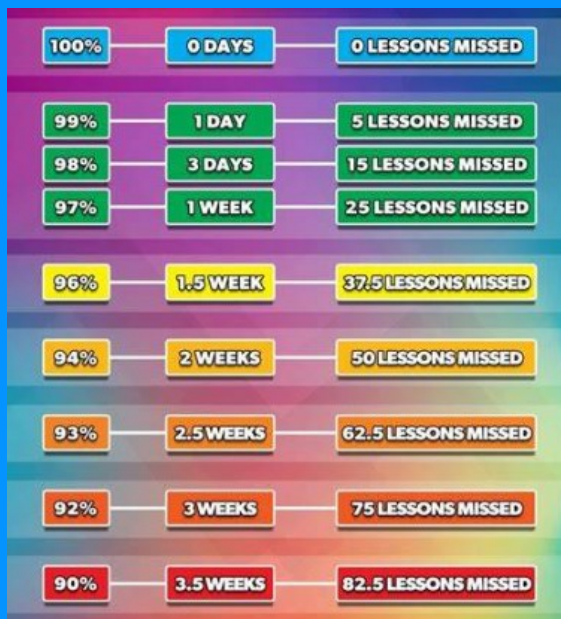 100% 0 DAYS 0 LESSONS MISSED
99% 1 DAY 5 LESSONS MISSED
98% 3 DAYS 15 LESSONS MISSED
97% 1 WEEK 25 LESSONS MISSED
96% 1.5 WEEK 37.5 LESSONS MISSED
94% 2 WEEKS 50 LESSONS MISSED
93% 2.5 WEEKS 62.5 LESSONS MISSED
92% 3 WEEKS 75 LESSONS MISSED
90% 3.5 WEEKS 82.5 LESSONS MISSED